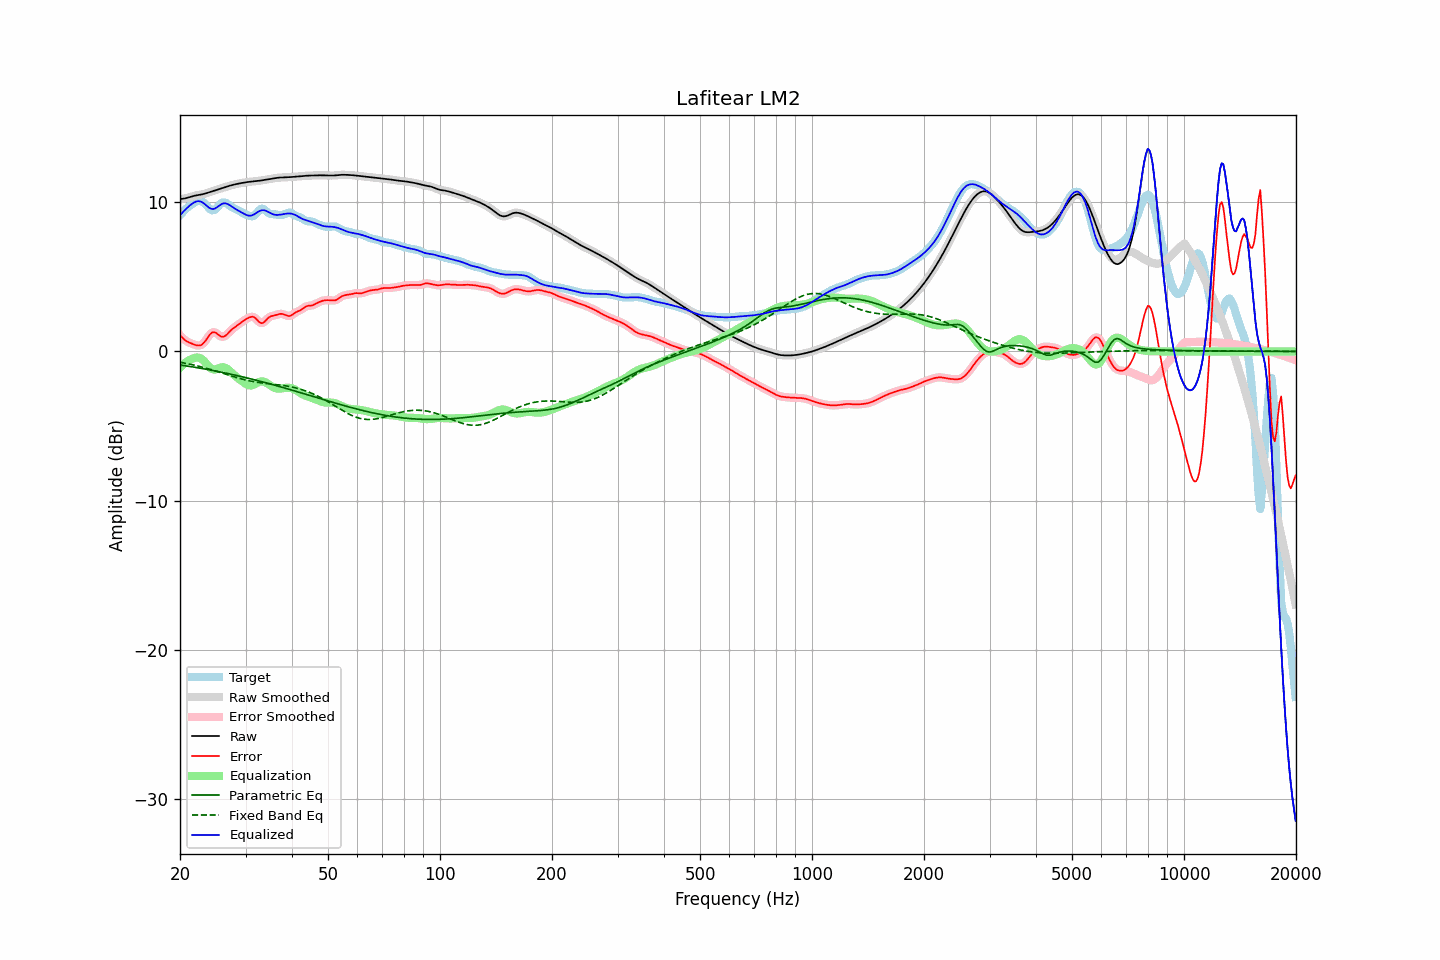 Lafitear LM2
10
0
−10
−20
−30
Amplitude (dBr)
Target
Raw Smoothed
Error Smoothed
Raw
Error
Equalization
Parametric Eq
Fixed Band Eq
Equalized
20 50 100 200 500 1000 2000 5000 10000 20000
Frequency (Hz)